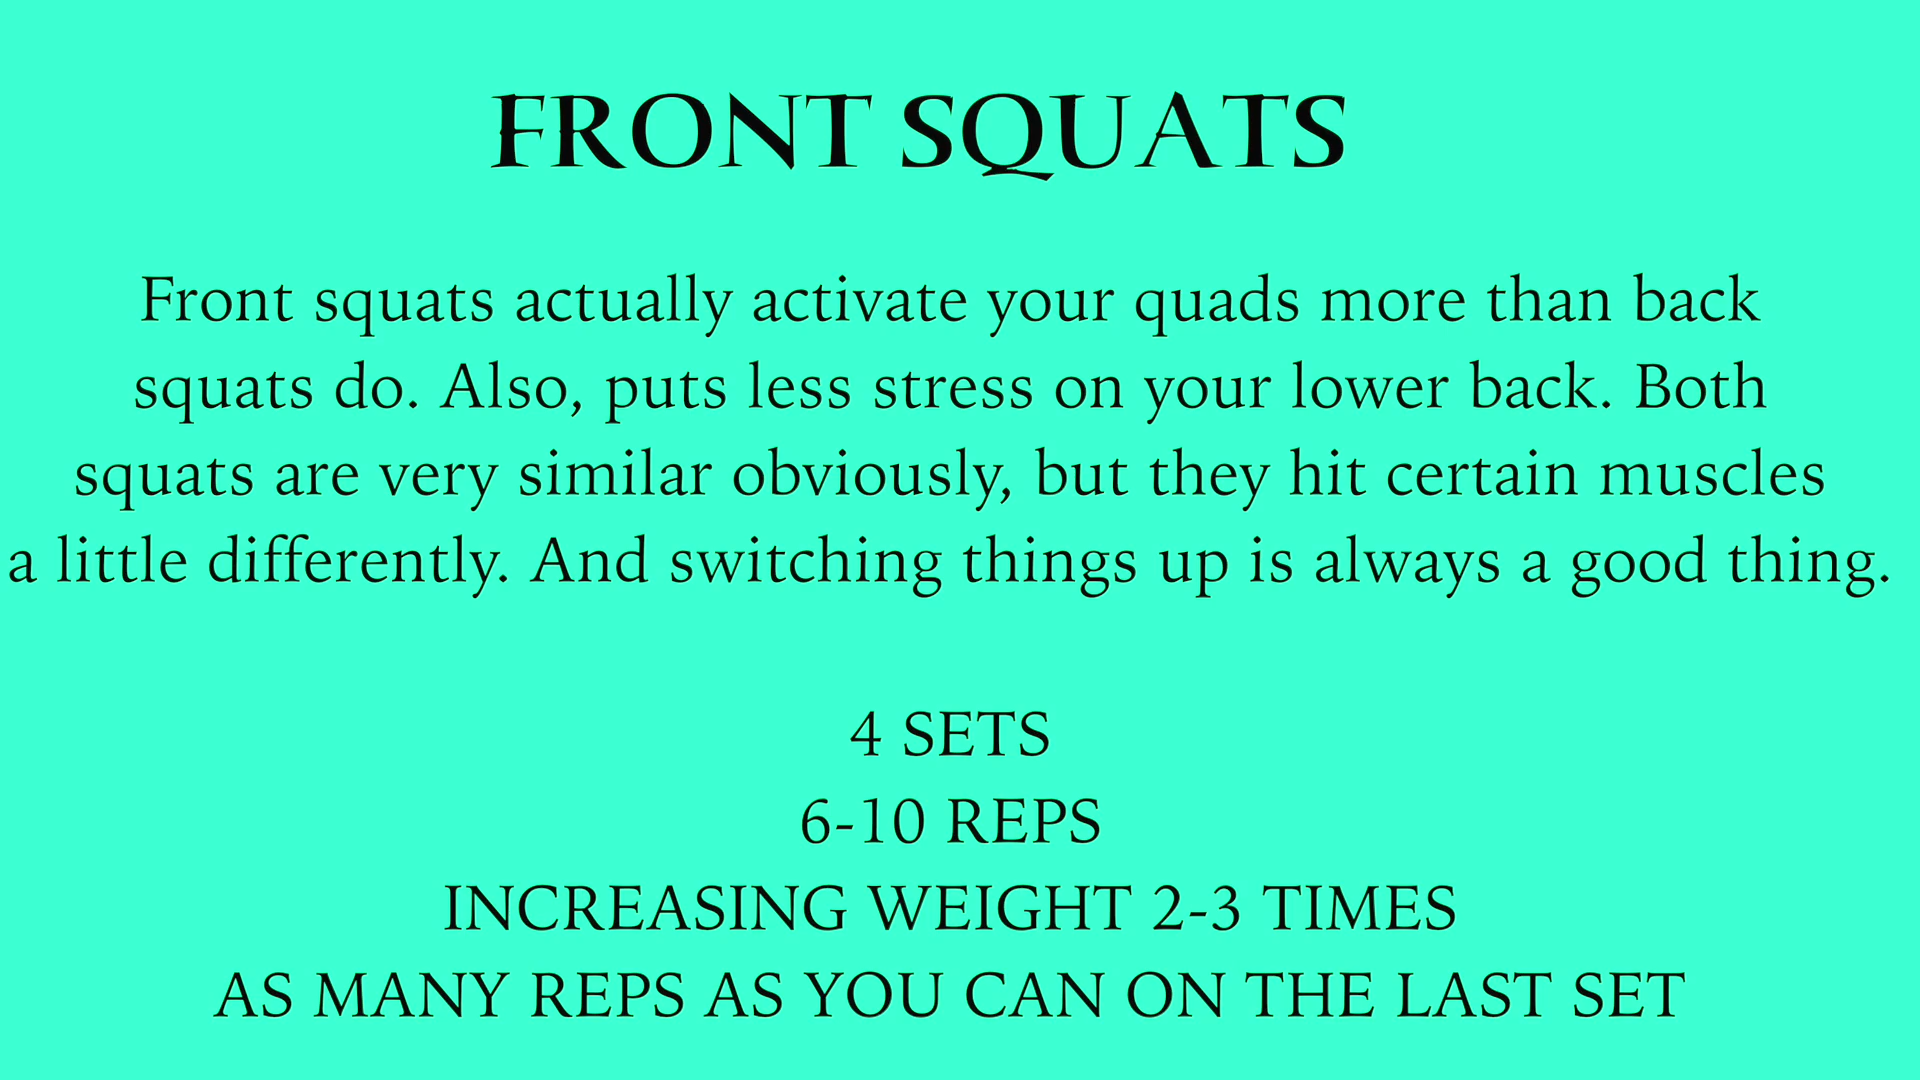 FRONT SQUATS
Front squats actually activate your quads more than back
squats do. Also, puts less stress on your lower back. Both
squats are very similar obviously, but they hit certain muscles
a little differently. And switching things up is always a good thing.
4 SETS
6-10 REPS
INCREASING WEIGHT 2-3 TIMES
AS MANY REPS AS YOU CAN ON THE LAST SET